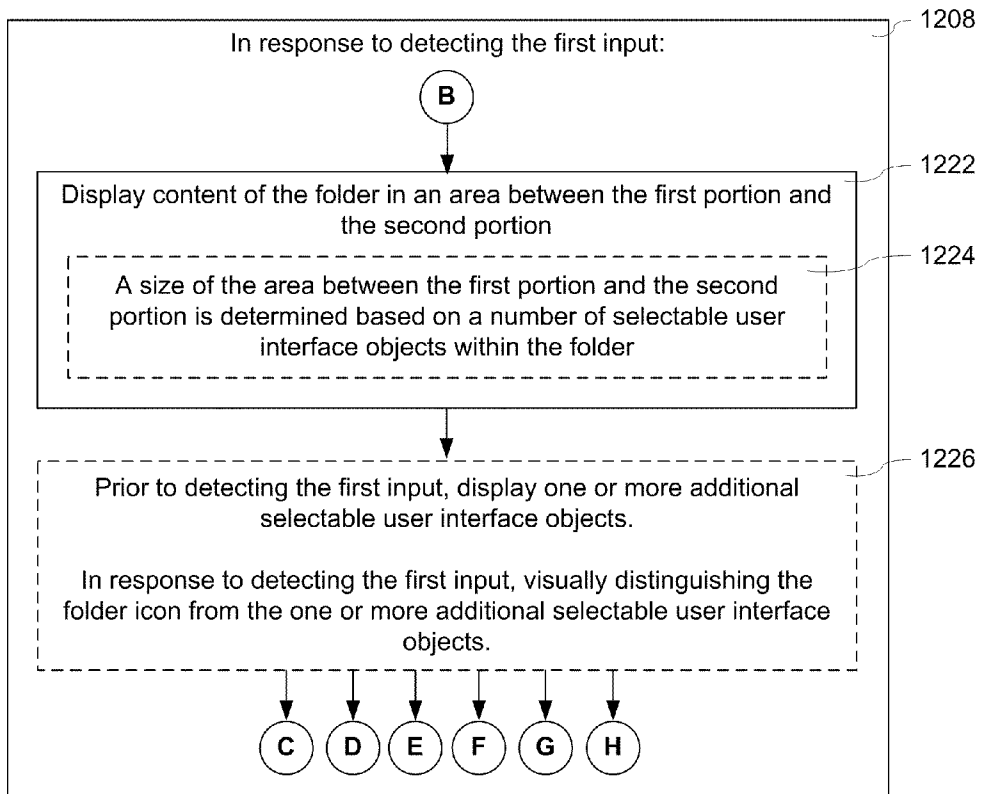 1208
In response to detecting the first input:
B
1222
Display content of the folder in an area between the first portion and
the second portion
1224
A size of the area between the first portion and the second
portion is determined based on a number of selectable user
interface objects within the folder
1226
Prior to detecting the first input, display one or more additional
selectable user interface objects.
In response to detecting the first input, visually distinguishing the
folder icon from the one or more additional selectable user interface
objects.
C D E F G H